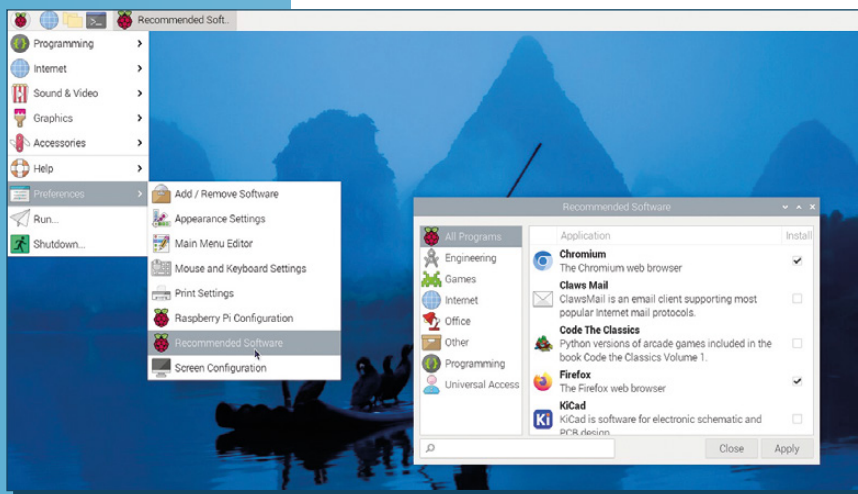 Recommended Soft..
Programming
Internet
Sound & Video
Graphics
Accessories
Help
Preferences
Run...
Shutdown...
Add / Remove Software
Appearance Settings
Main Menu Editor
Mouse and Keyboard Settings
Print Settings
Raspberry Pi Configuration
Recommended Software
Screen Configuration
Recommended Software
All Programs
Engineering
Games
Internet
Office
Other
Programming
Universal Access
Application Install
Chromium
The Chromium web browser
Claws Mail
ClawsMail is an email client supporting most
popular Internet mail protocols.
Code The Classics
Python versions of arcade games included in the
book Code the Classics Volume 1.
Firefox
The Firefox web browser
KiCad
Ki
KiCad is software for electronic schematic and
PCB design
Close Apply